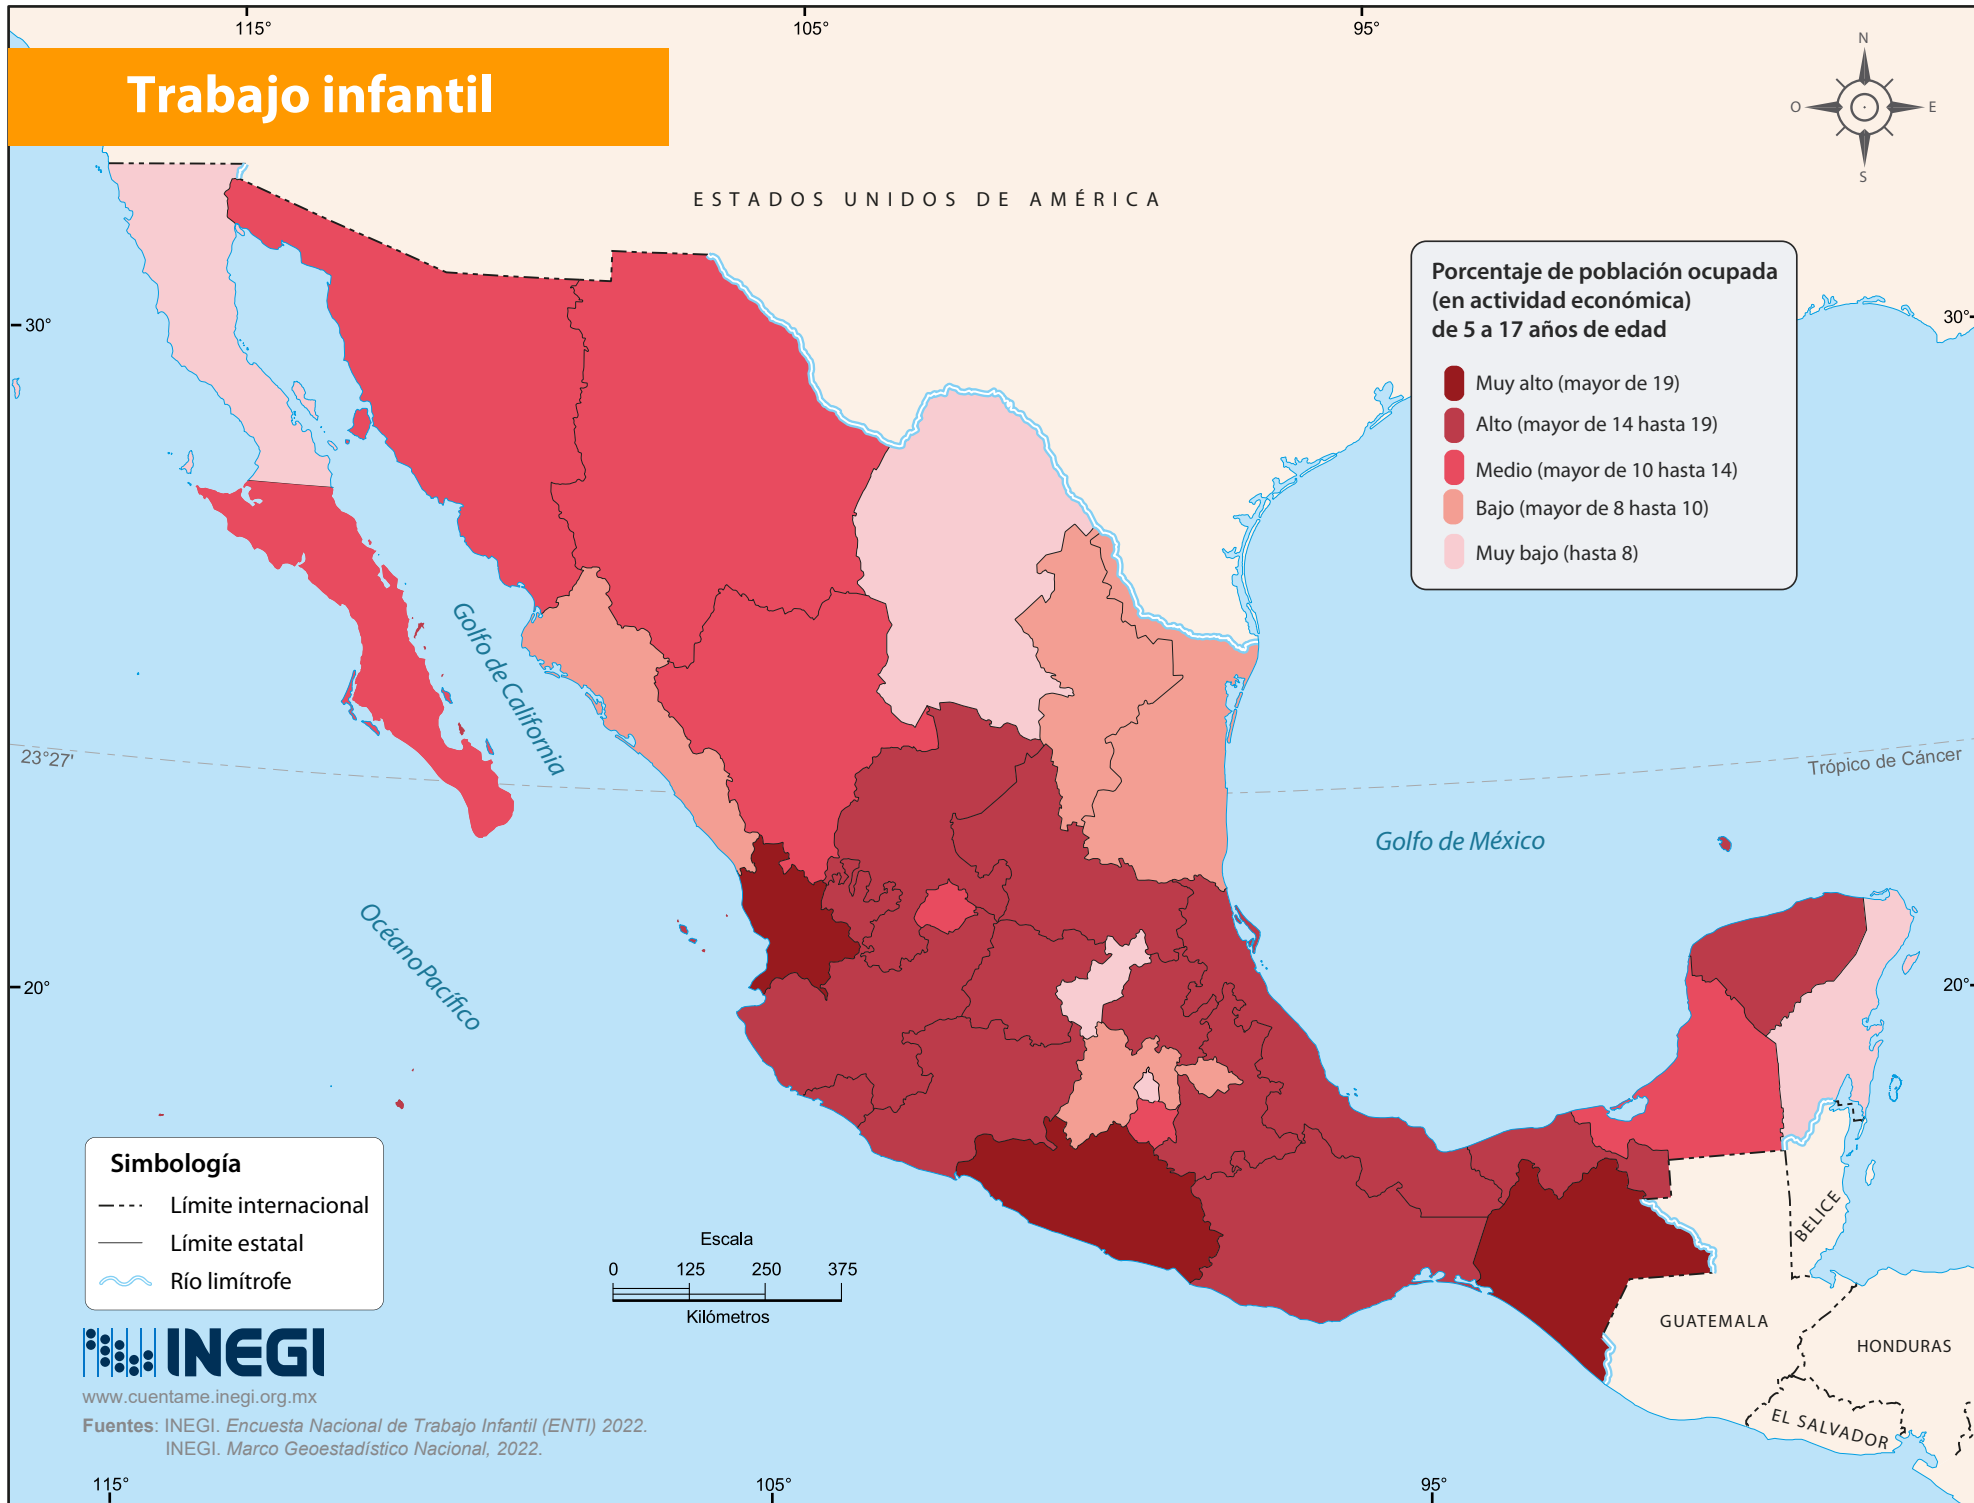 115°
105°
95°
Trabajo infantil
N
O
E
S
ESTADOS UNIDOS DE AMÉRICA
Porcentaje de población ocupada
(en actividad económica)
de 5 a 17 años de edad
Muy alto (mayor de 19)
Alto (mayor de 14 hasta 19)
Medio (mayor de 10 hasta 14)
Bajo (mayor de 8 hasta 10)
Muy bajo (hasta 8)
30°
30°
Golfo de California
23°27'
Trópico de Cáncer
Golfo de México
Océano Pacífico
20°
20°
Simbología
Límite internacional
Límite estatal
Río limítrofe
Escala
0 125 250 375
Kilómetros
BELICE
GUATEMALA
HONDURAS
EL SALVADOR
INEGI
www.cuentame.inegi.org.mx
Fuentes: INEGI. Encuesta Nacional de Trabajo Infantil (ENTI) 2022.
INEGI. Marco Geoestadístico Nacional, 2022.
115°
105°
95°